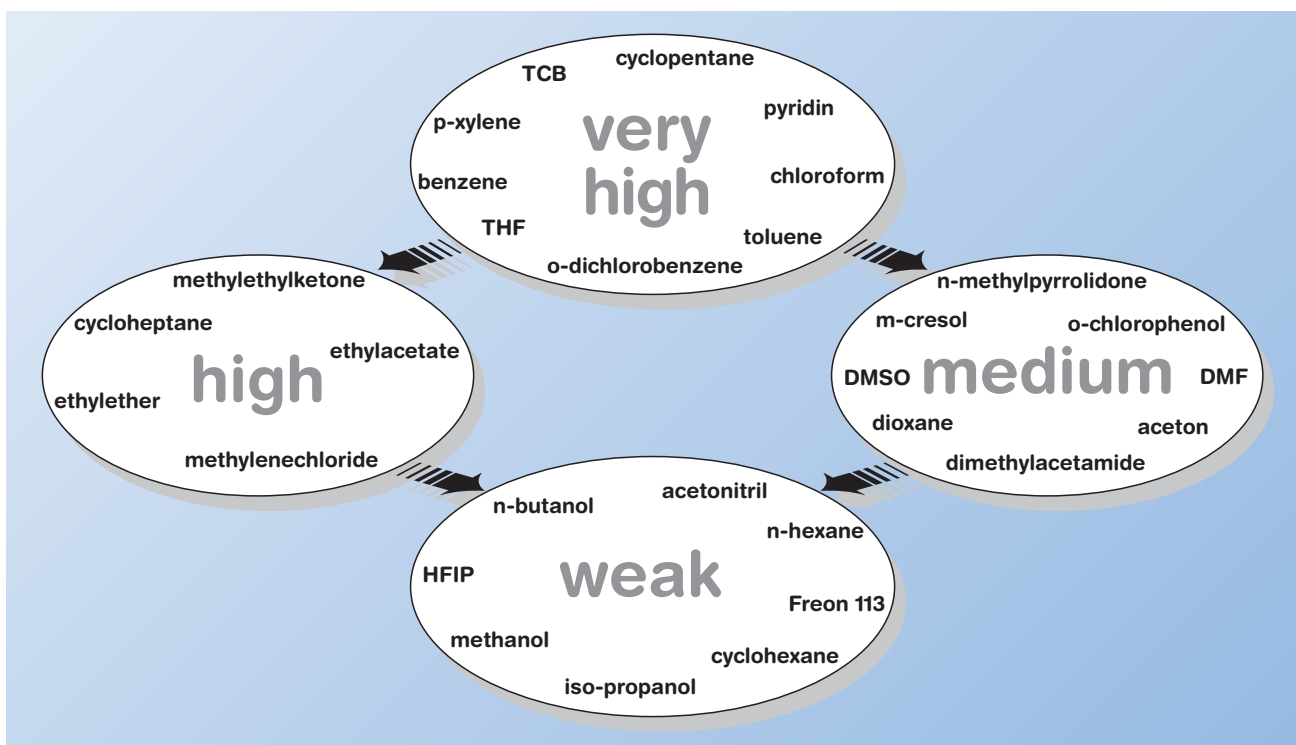 cyclopentane
TCB
pyridin
p-xylene
very
high
chloroform
benzene
THF
toluene
o-dichlorobenzene
methylethylketone
cycloheptane
ethylacetate
high
ethylether
methylenechloride
n-methylpyrrolidone
m-cresol
o-chlorophenol
DMSO
medium
DMF
dioxane
aceton
dimethylacetamide
acetonitril
n-butanol
n-hexane
HFIP
weak
Freon 113
methanol
cyclohexane
iso-propanol